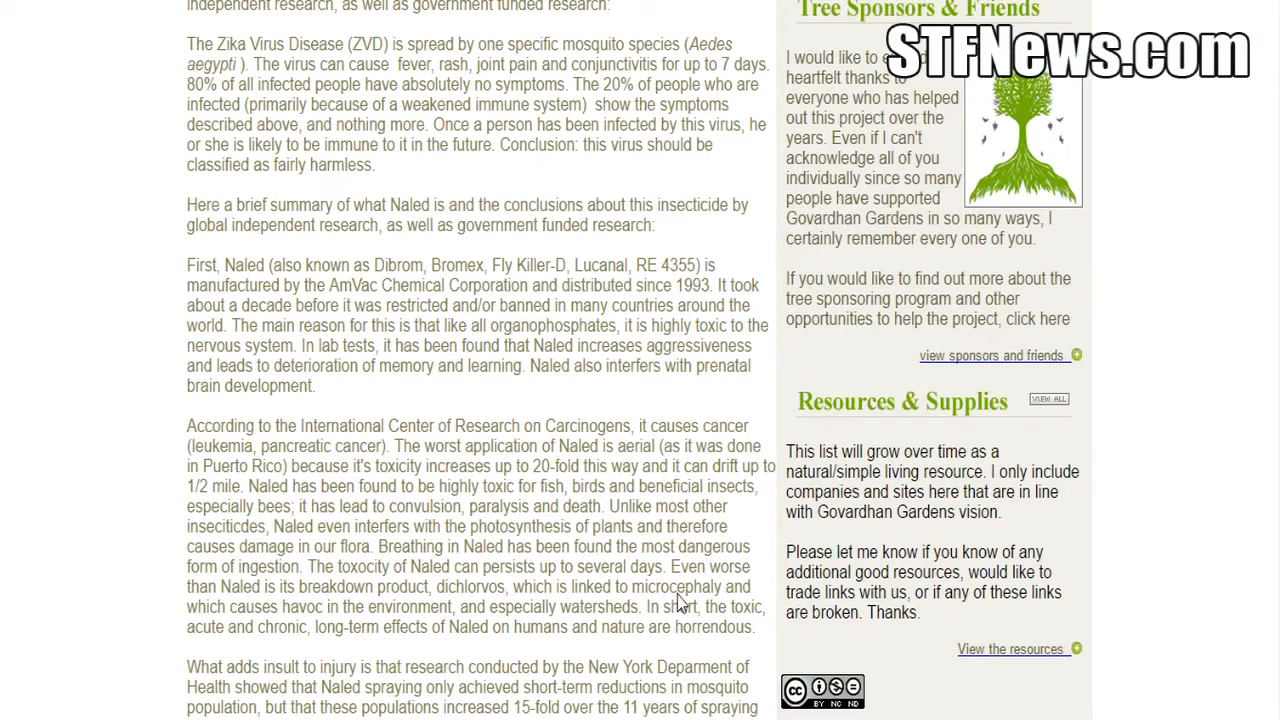 independent research, as well as government funded research:
The Zika Virus Disease (ZVD) is spread by one specific mosquito species (Aedes
aegypti ). The virus can cause fever, rash, joint pain and conjunctivitis for up to 7 days.
80% of all infected people have absolutely no symptoms. The 20% of people who are
infected (primarily because of a weakened immune system) show the symptoms
described above, and nothing more. Once a person has been infected by this virus, he
or she is likely to be immune to it in the future. Conclusion: this virus should be
classified as fairly harmless.
Here a brief summary of what Naled is and the conclusions about this insecticide by
global independent research, as well as government funded research:
First, Naled (also known as Dibrom, Bromex, Fly Killer-D, Lucanal, RE 4355) is
manufactured by the AmVac Chemical Corporation and distributed since 1993. It took
about a decade before it was restricted and/or banned in many countries around the
world. The main reason for this is that like all organophosphates, it is highly toxic to the
nervous system. In lab tests, it has been found that Naled increases aggressiveness
and leads to deterioration of memory and learning. Naled also interferes with prenatal
brain development.
According to the International Center of Research on Carcinogens, it causes cancer
(leukemia, pancreatic cancer). The worst application of Naled is aerial (as it was done
in Puerto Rico) because it's toxicity increases up to 20-fold this way and it can drift up to
1/2 mile. Naled has been found to be highly toxic for fish, birds and beneficial insects,
especially bees; it has lead to convulsion, paralysis and death. Unlike most other
inseciticdes, Naled even interfers with the photosynthesis of plants and therefore
causes damage in our flora. Breathing in Naled has been found the most dangerous
form of ingestion. The toxocity of Naled can persists up to several days. Even worse
than Naled is its breakdown product, dichlorvos, which is linked to microcephaly and
which causes havoc in the environment, and especially watersheds. In short, the toxic,
acute and chronic, long-term effects of Naled on humans and nature are horrendous.
What adds insult to injury is that research conducted by the New York Deparment of
Health showed that Naled spraying only achieved short-term reductions in mosquito
population, but that these populations increased 15-fold over the 11 years of spraying
Tree Sponsors & Friends
STFNews.com
I would like to
heartfelt thanks to
everyone who has helped
out this project over the
years. Even if I can't
acknowledge all of you
individually since so many
people have supported
Govardhan Gardens in so many ways, I
certainly remember every one of you.
If you would like to find out more about the
tree sponsoring program and other
opportunities to help the project, click here
view sponsors and friends
Resources & Supplies
VIEW ALL
This list will grow over time as a
natural/simple living resource. I only include
companies and sites here that are in line
with Govardhan Gardens vision.
Please let me know if you know of any
additional good resources, would like to
trade links with us, or if any of these links
are broken. Thanks.
View the resources
cc
BY NC ND